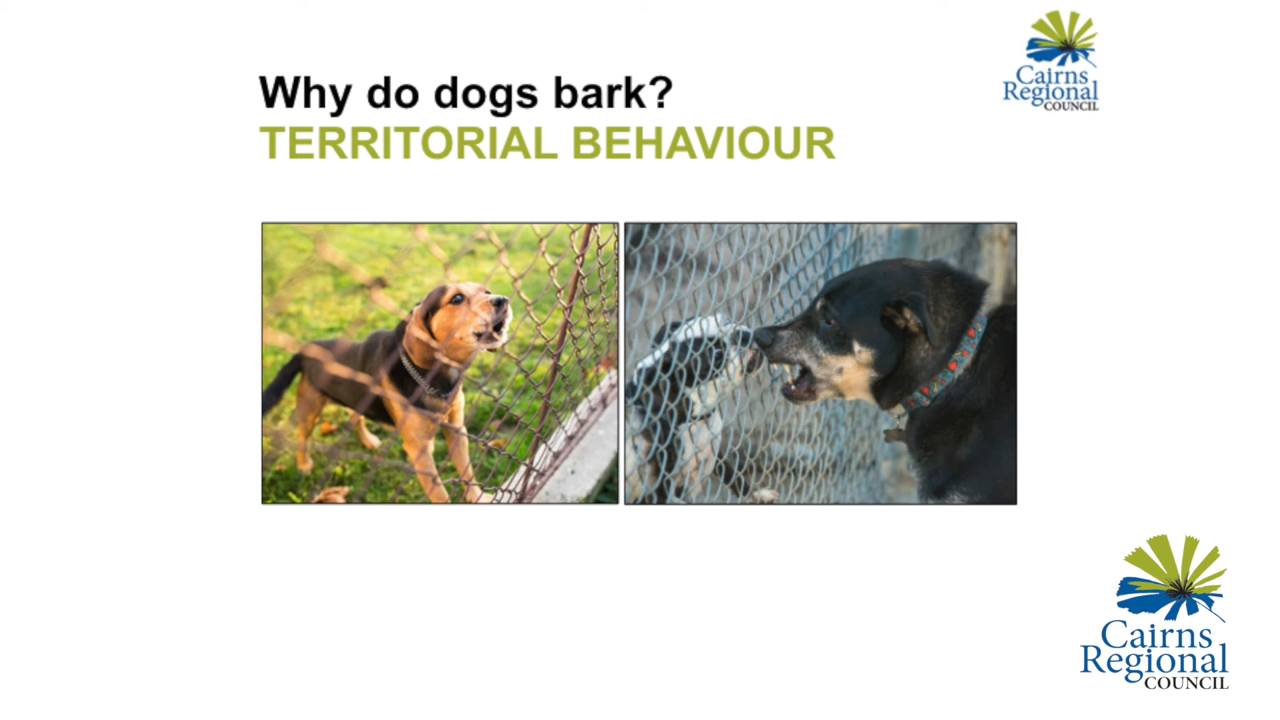 Why do dogs bark?
TERRITORIAL BEHAVIOUR
Cairns
Regional
COUNCIL
Cairns
Regional
COUNCIL